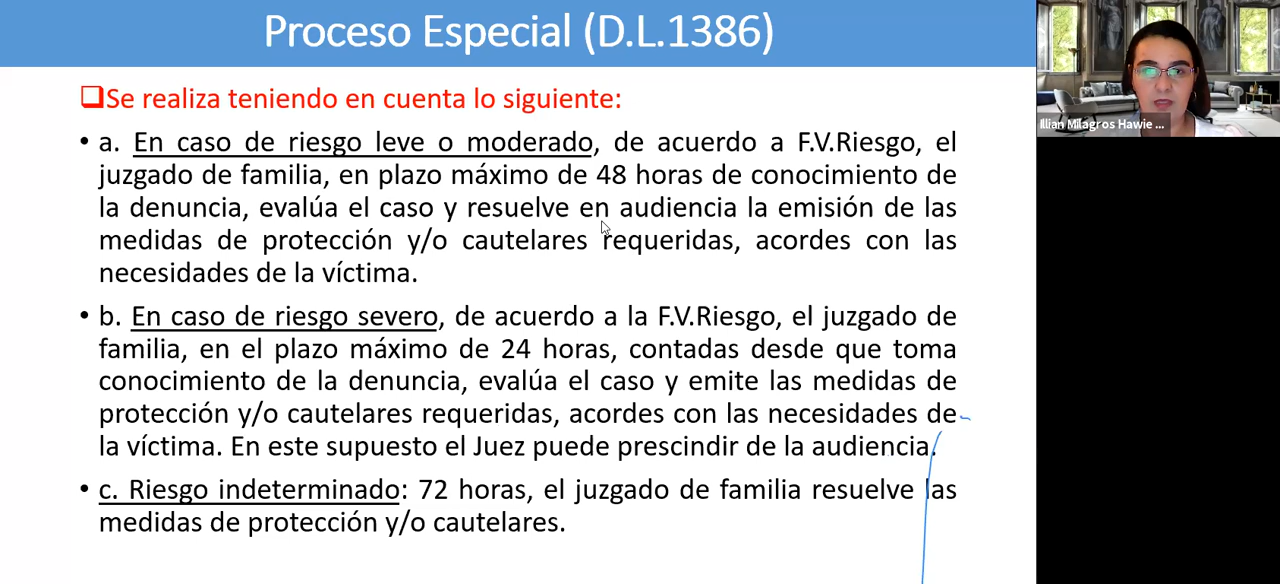 Proceso Especial (D.L.1386)
❑Se realiza teniendo en cuenta lo siguiente:
• a. En caso de riesgo leve o moderado, de acuerdo a F.V.Riesgo, el
juzgado de familia, en plazo máximo de 48 horas de conocimiento de
la denuncia, evalúa el caso y resuelve en audiencia la emisión de las
medidas de protección y/o cautelares requeridas, acordes con las
necesidades de la víctima.
• b. En caso de riesgo severo, de acuerdo a la F.V.Riesgo, el juzgado de
familia, en el plazo máximo de 24 horas, contadas desde que toma
conocimiento de la denuncia, evalúa el caso y emite las medidas de
protección y/o cautelares requeridas, acordes con las necesidades de
la víctima. En este supuesto el Juez puede prescindir de la audiencia.
• c. Riesgo indeterminado: 72 horas, el juzgado de familia resuelve las
medidas de protección y/o cautelares.
illian Milagros Hawie ...